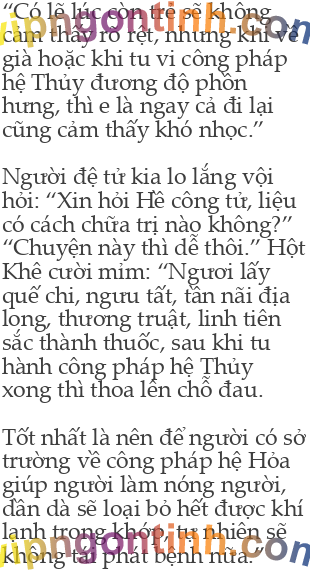 “Có lẽ lúc còn trẻ sẽ không
cảm thấy rõ rệt, nhưng khi về
già hoặc khi tu vi công pháp
hệ Thủy đương độ phồn
hưng, thì e là ngay cả đi lại
cũng cảm thấy khó nhọc.”

Người đệ tử kia lo lắng vội
hỏi: “Xin hỏi Hề công tử, liệu
có cách chữa trị nào không?”
“Chuyện này thì dễ thôi.” Hột
Khê cười mỉm: “Ngươi lấy
quế chi, ngưu tất, tần nãi địa
long, thương truật, linh tiên
sắc thành thuốc, sau khi tu
hành công pháp hệ Thủy
xong thì thoa lên chỗ đau.

Tốt nhất là nên để người có sở
trường về công pháp hệ Hỏa
giúp người làm nóng người,
dần dà sẽ loại bỏ hết được khí
lạnh trong khớp, tự nhiên sẽ
không tái phát bệnh nữa.”
vipngontinh.com
vipngontinh.com